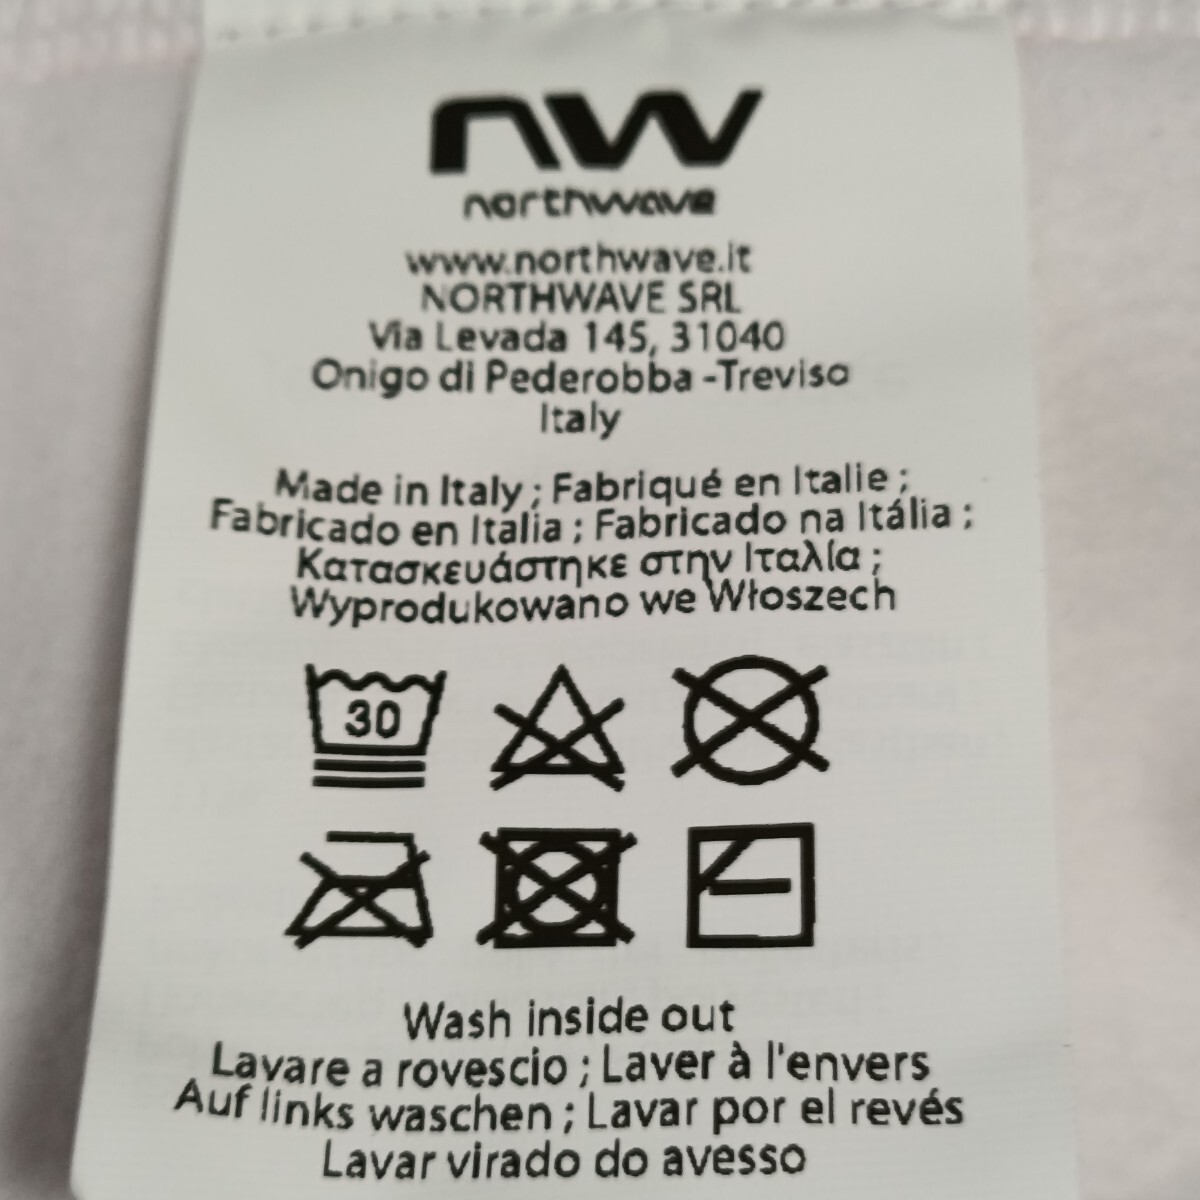 nw
northwave
www.northwave.it
NORTHWAVE SRL
Via Levada 145, 31040
Onigo di Pederobba -Treviso
Italy
Made in Italy ; Fabriqué en Italie ;
Fabricado en Italia ; Fabricado na Itália ;
Κατασκευάστηκε στην Ιταλία ;
Wyprodukowano we Włoszech
30
Wash inside out
Lavare a rovescio ; Laver à l'envers
Auf links waschen ; Lavar por el revés
Lavar virado do avesso